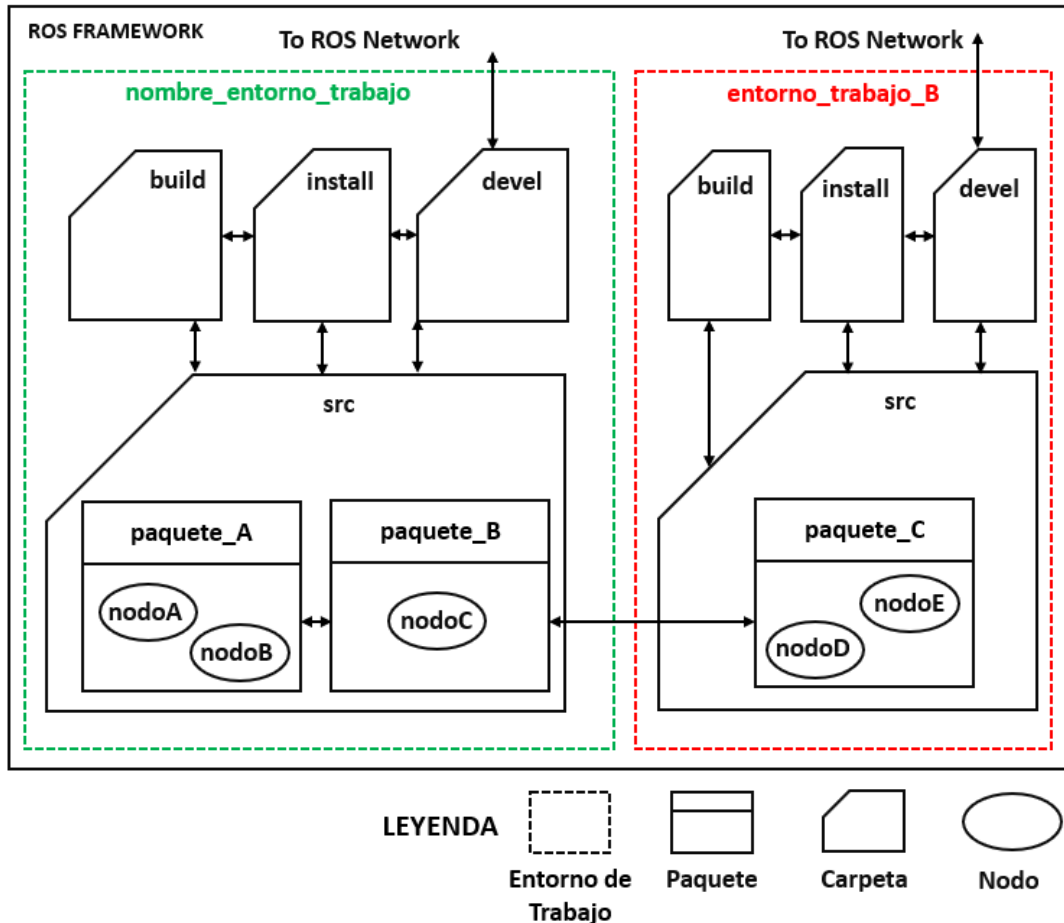 ROS FRAMEWORK
To ROS Network
To ROS Network
nombre_entorno_trabajo
entorno_trabajo_B
build
install
devel
build
install
devel
src
src
paquete_A
paquete_B
paquete_C
nodoA
nodoB
nodoC
nodoE
nodoD
LEYENDA
Entorno de
Trabajo
Paquete
Carpeta
Nodo